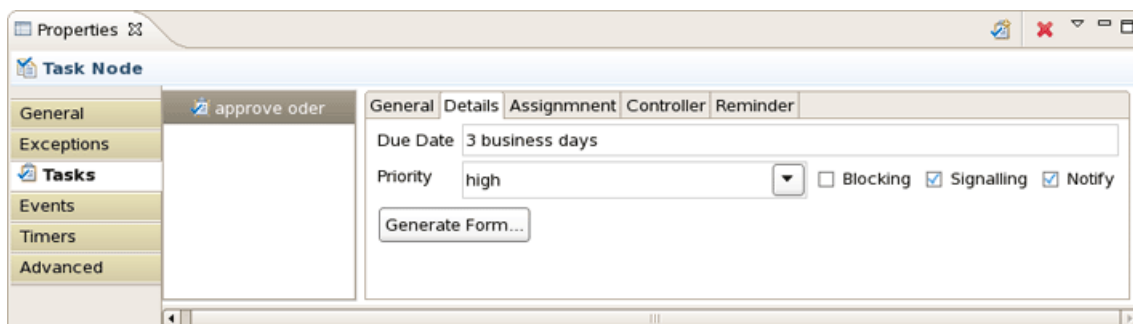 Properties
Task Node
General
Exceptions
Tasks
Events
Timers
Advanced
approve oder
General Details Assignmnent Controller Reminder
Due Date 3 business days
Priority high Blocking Signalling Notify
Generate Form...